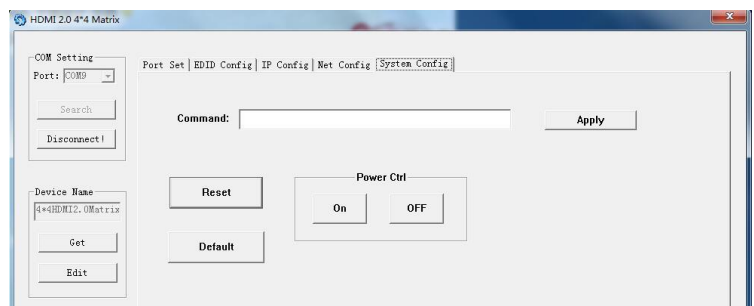 HDMI 2.0 4*4 Matrix
COM Setting
Port: COM9
Search
Disconnect!
Device Name
4*4HDMI2.0Matrix
Get
Edit
Port Set EDID Config IP Config Net Config System Config
Command:
Apply
Reset
Default
Power Ctrl
On
OFF